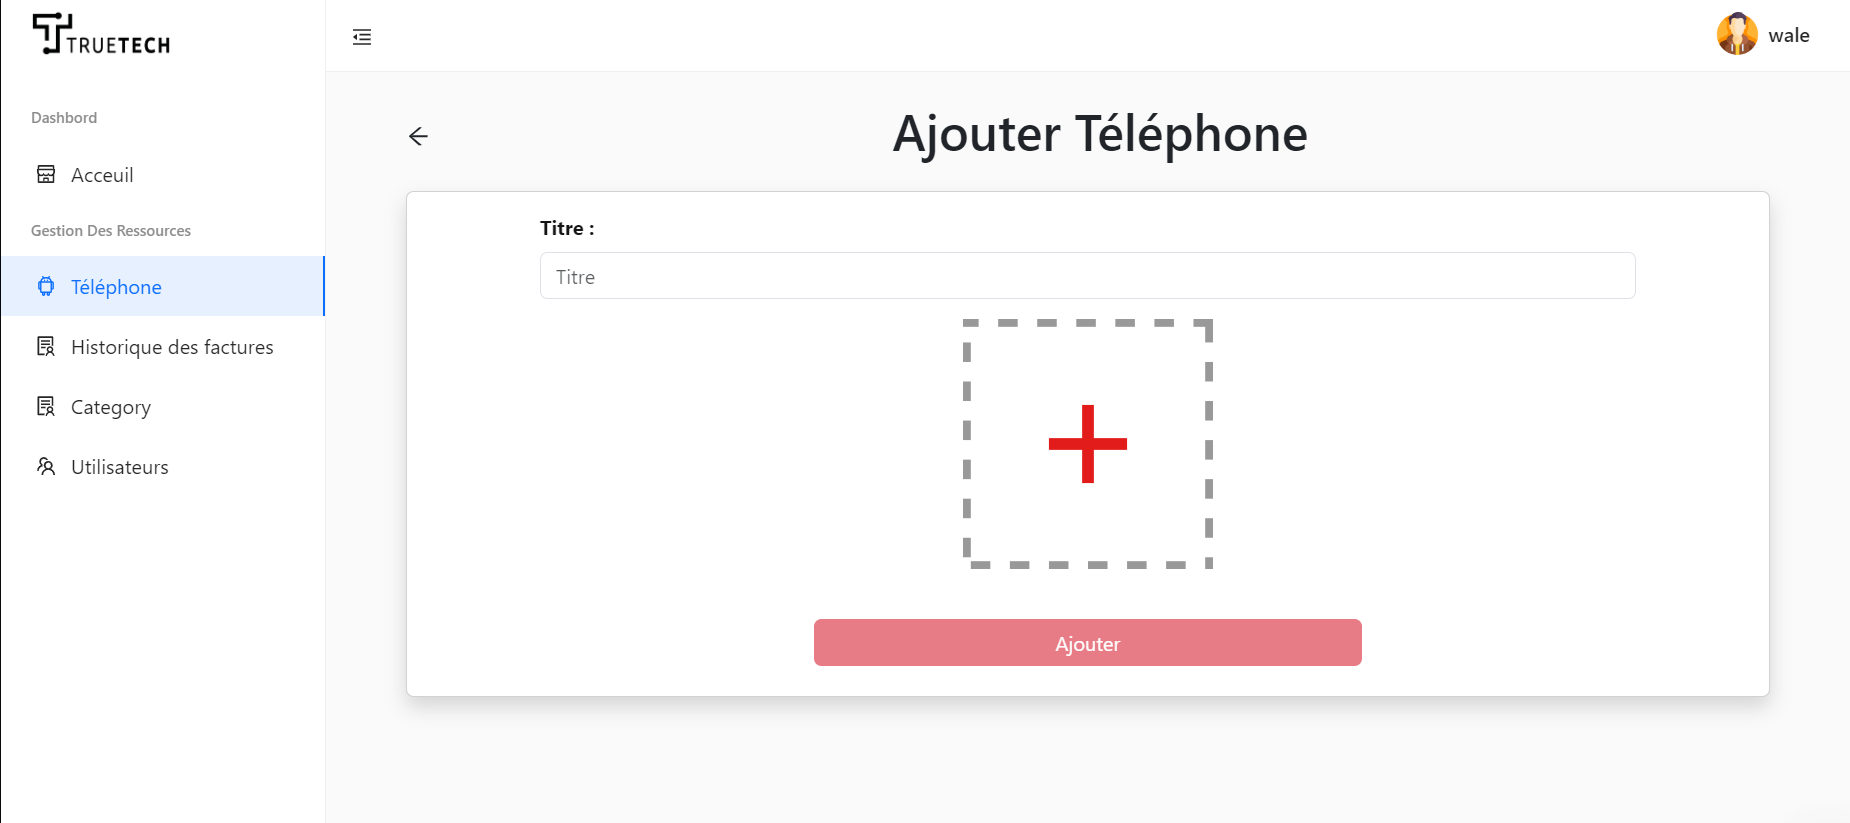 TRUETECH
wale
Dashbord
Acceuil
Gestion Des Ressources
Téléphone
Historique des factures
Category
Utilisateurs
Ajouter Téléphone
Titre :
Titre
Ajouter